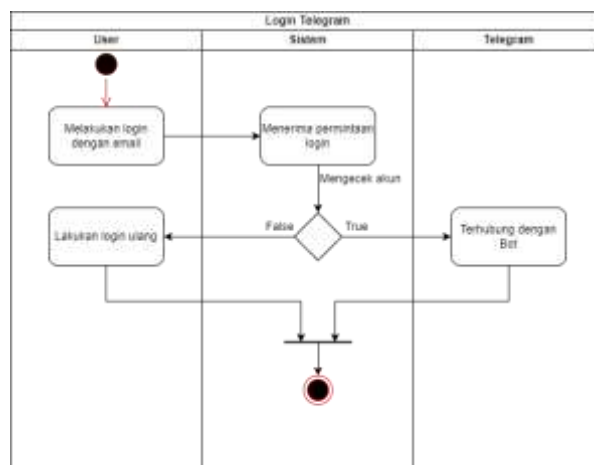 Login Telegram
User
Sistem
Telegram
Melakukan login
dengan email
Menerima permintaan
login
Mengecek akun
False
True
Lakukan login ulang
Terhubung dengan
Bot